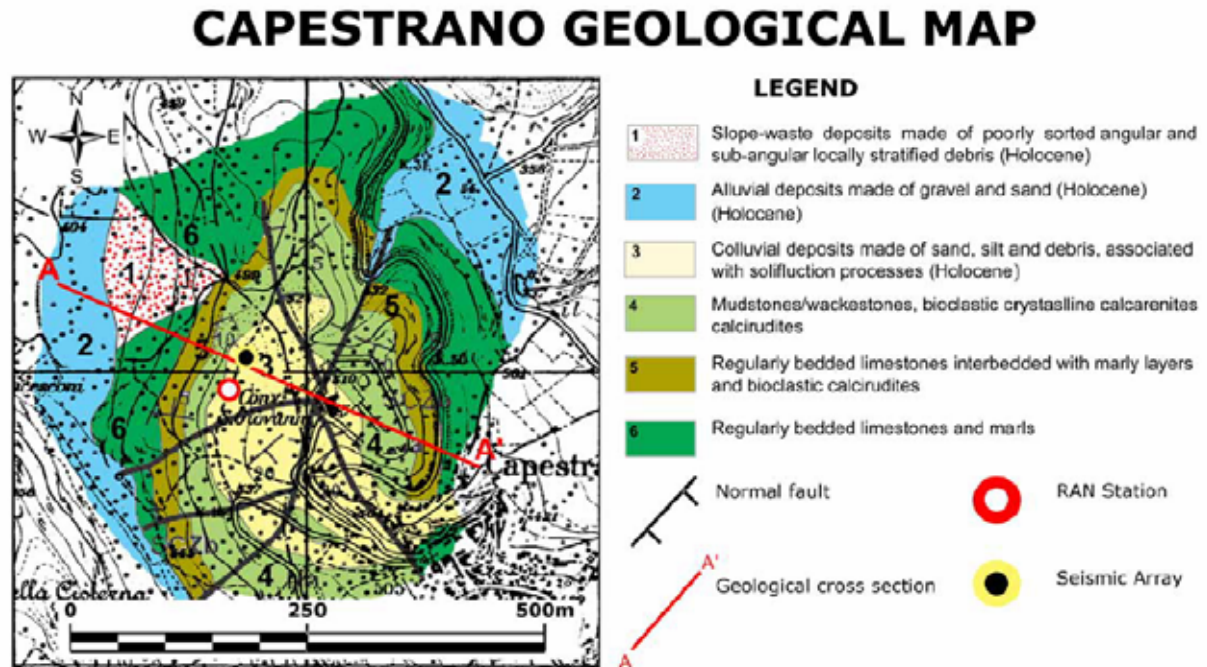 CAPESTRANO GEOLOGICAL MAP
N
W E
S
A
1
2
6
2
5
3
4
6
A'
4
Capestra
0 250 500m
LEGEND
1 Slope-waste deposits made of poorly sorted angular and
sub-angular locally stratified debris (Holocene)
2 Alluvial deposits made of gravel and sand (Holocene)
(Holocene)
3 Colluvial deposits made of sand, silt and debris, associated
with solifluction processes (Holocene)
4 Mudstones/wackestones, bioclastic crystaslline calcarenites
calcirudites
5 Regularly bedded limestones interbedded with marly layers
and bioclastic calcirudites
6 Regularly bedded limestones and marls
Normal fault
RAN Station
A'
Geological cross section
A
Seismic Array